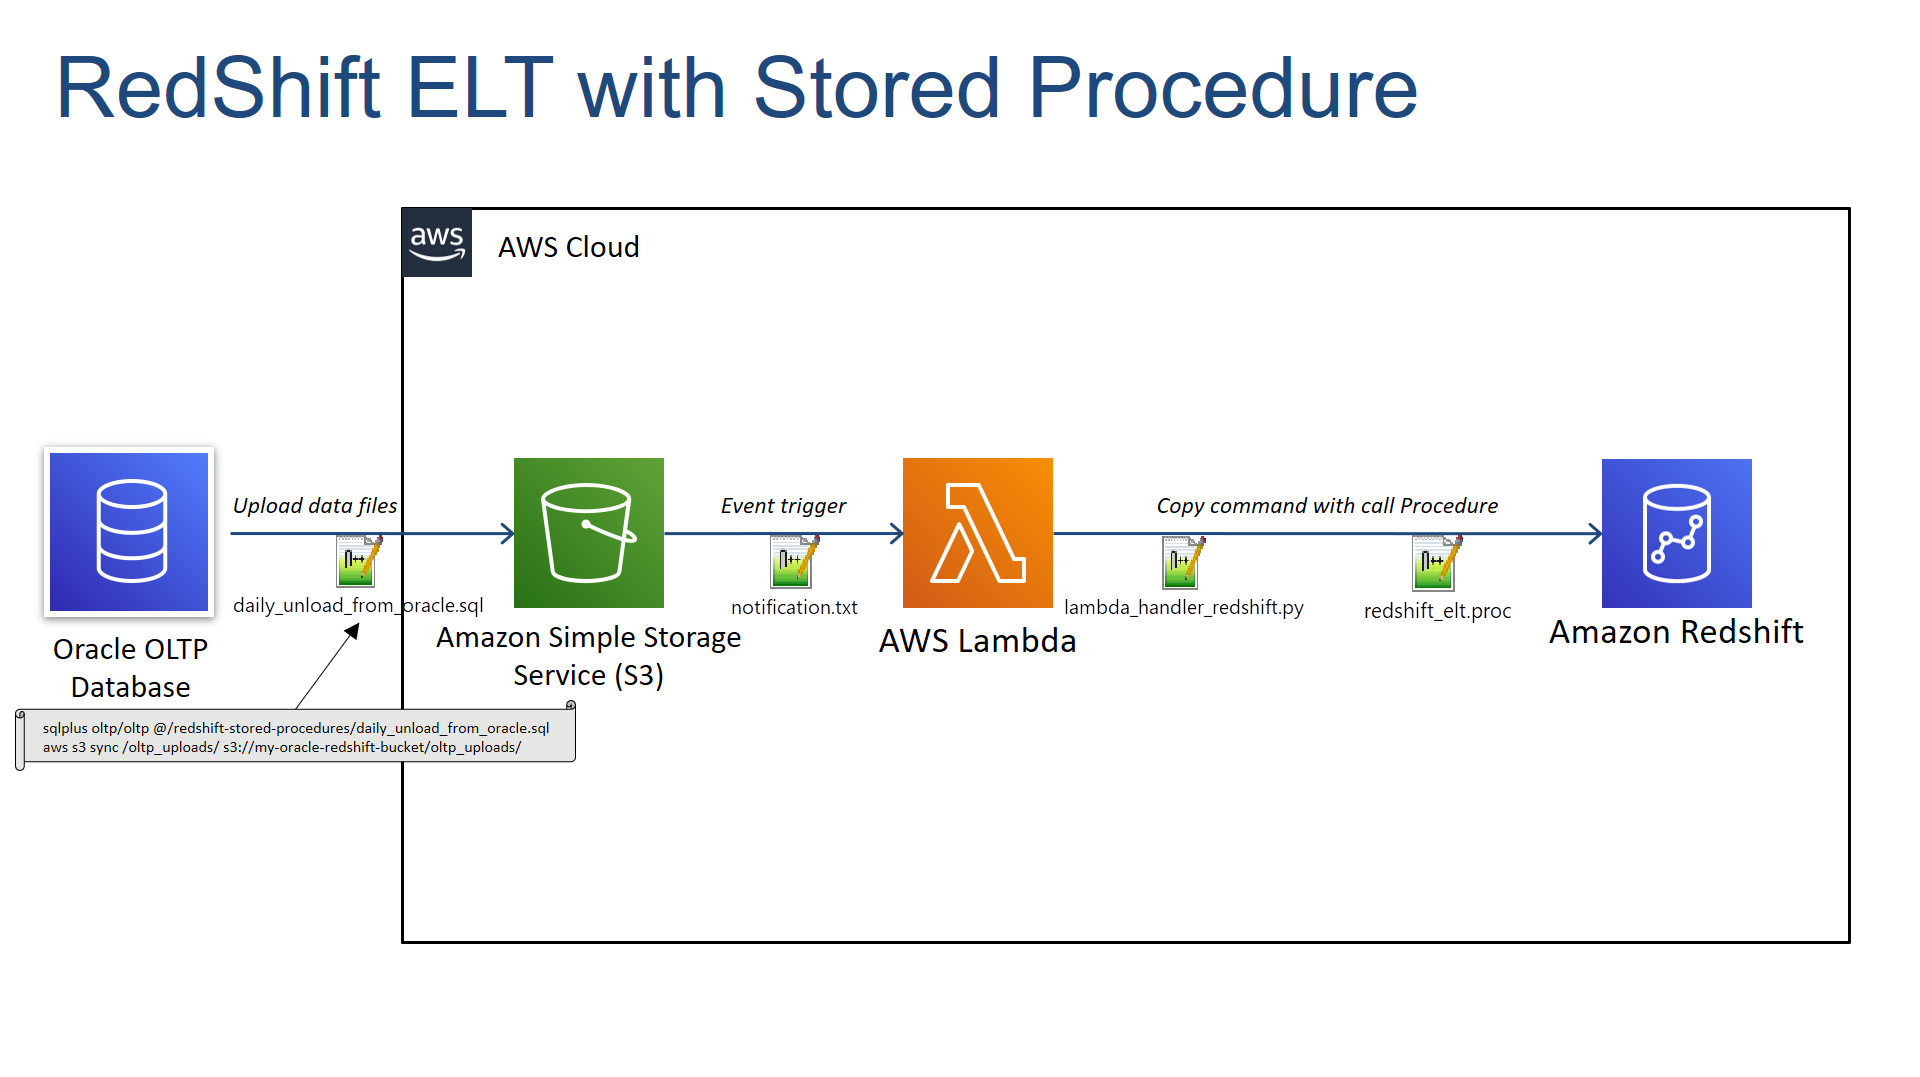 RedShift ELT with Stored Procedure
aws
AWS Cloud
Upload data files
Event trigger
Copy command with call Procedure
daily_unload_from_oracle.sql
notification.txt
lambda_handler_redshift.py
redshift_elt.proc
Oracle OLTP
Database
Amazon Simple Storage
Service (S3)
AWS Lambda
Amazon Redshift
sqlplus oltp/oltp @/redshift-stored-procedures/daily_unload_from_oracle.sql
aws s3 sync /oltp_uploads/ s3://my-oracle-redshift-bucket/oltp_uploads/